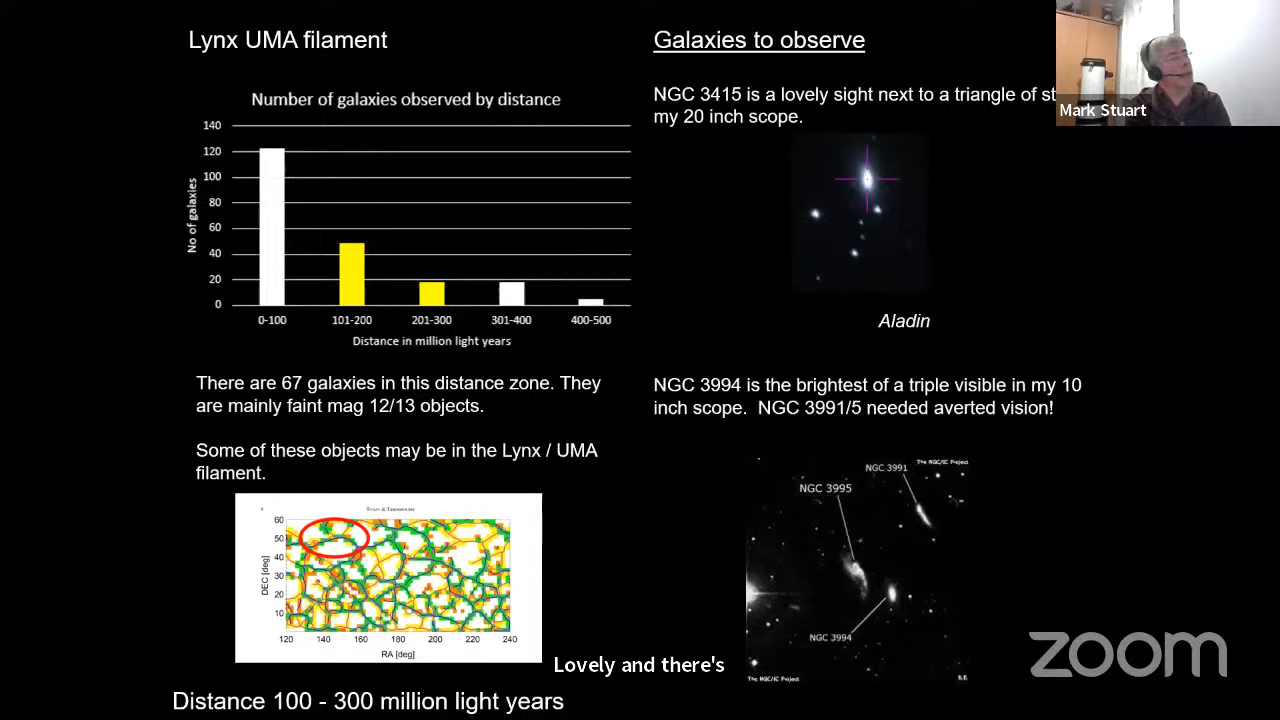 Lynx UMA filament
Number of galaxies observed by distance
140
120
100
80
60
40
20
0
No of galaxies
0-100
101-200
201-300
301-400
400-500
Distance in million light years
There are 67 galaxies in this distance zone. They
are mainly faint mag 12/13 objects.
Some of these objects may be in the Lynx / UMA
filament.
60
50
40
30
20
10
DEC [deg]
120
140
160
180
200
220
240
RA [deg]
Distance 100 - 300 million light years
Galaxies to observe
NGC 3415 is a lovely sight next to a triangle of st
my 20 inch scope.
Aladin
NGC 3994 is the brightest of a triple visible in my 10
inch scope. NGC 3991/5 needed averted vision!
The NGC/IC Project
NGC 3991
NGC 3995
NGC 3994
The NGC/IC Project
Mark Stuart
Lovely and there's
zoom